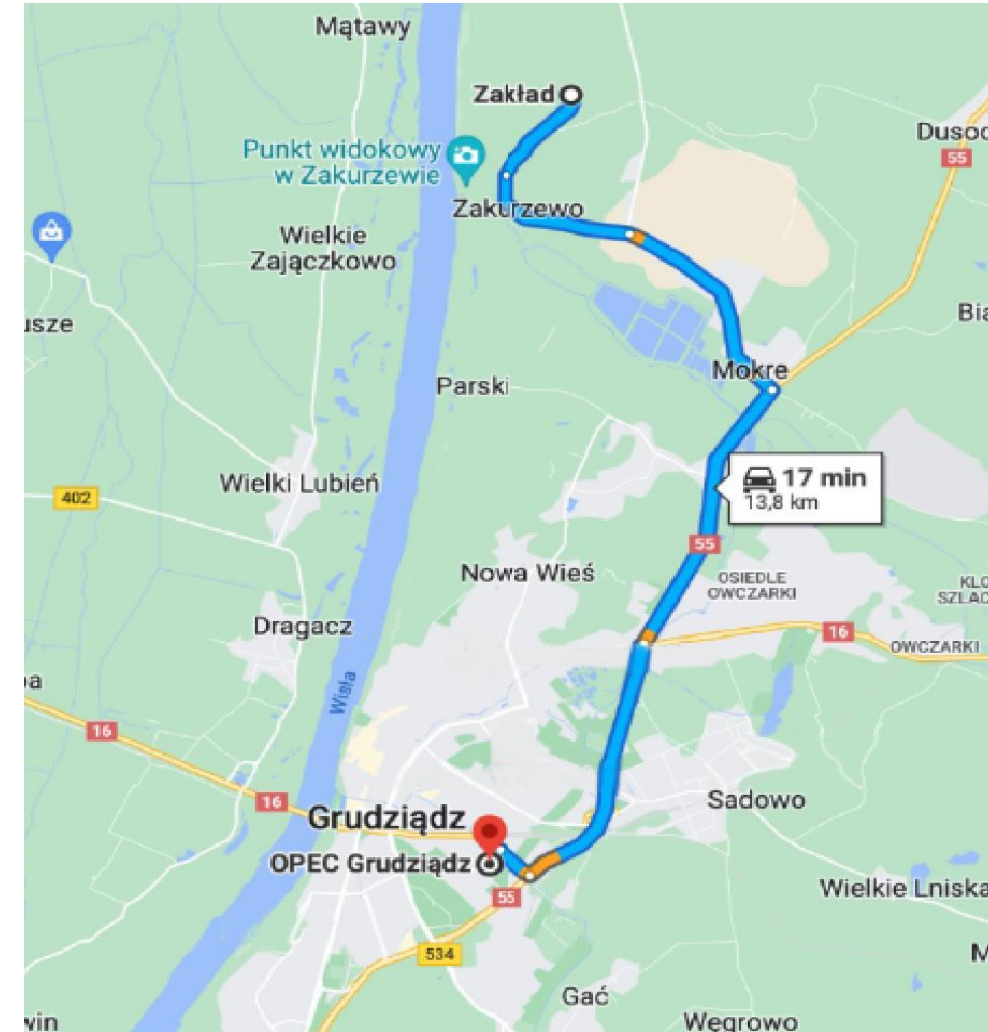 Mątawy
Zakład
Dusoc
55
Punkt widokowy
w Zakurzewie
Zakurzewo
Wielkie
Zajączkowo
usze
Bia
Mokre
Parski
17 min
13,8 km
Wielki Lubień
402
55
Nowa Wieś
OSIEDLE
OWCZARKI
KLO
SZLAC
Dragacz
16
OWCZARKI
a
Wisła
16
16
Sadowo
Grudziądz
OPEC Grudziądz
55
Wielkie Lniska
534
M
Gać
win
Węgrowo